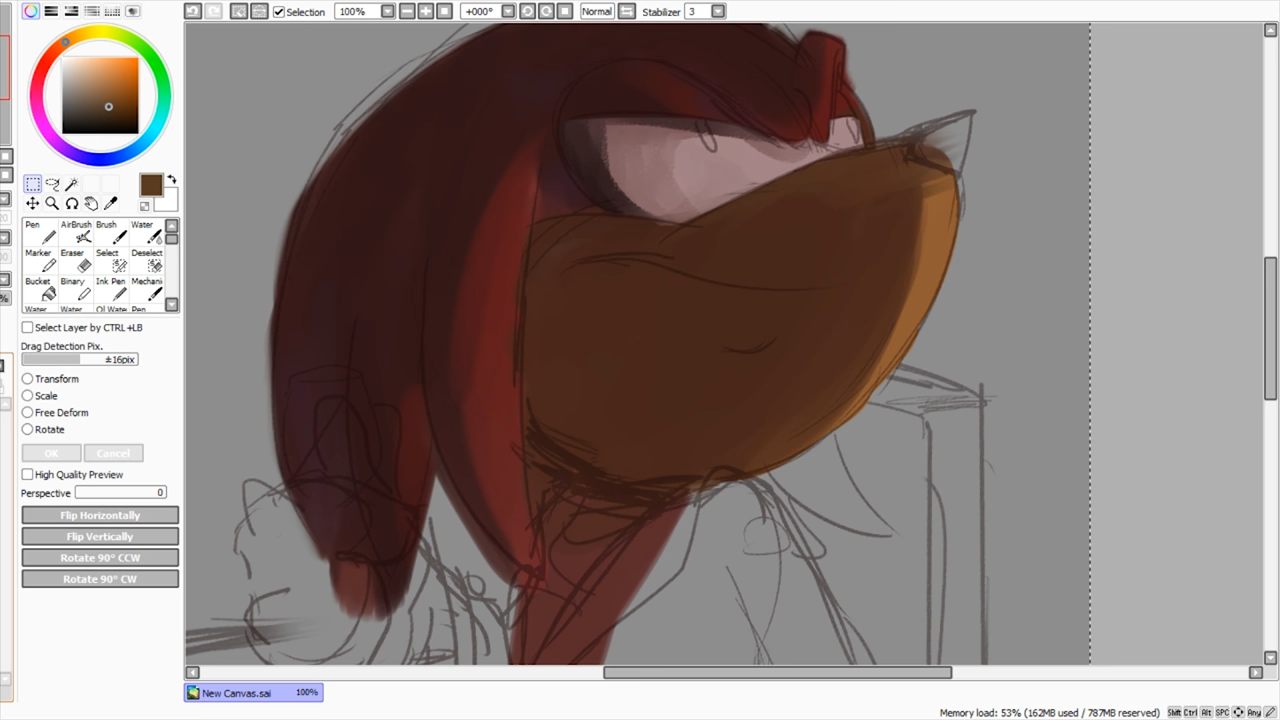 Selection 100% +000° Normal Stabilizer 3
Pen AirBrush Brush Water
Marker Eraser Select Deselect
Bucket Binary Ink Pen Mechani
Water Water Pen
Select Layer by CTRL+LB
Drag Detection Pix.
±16pix
Transform
Scale
Free Deform
Rotate
OK Cancel
High Quality Preview
Perspective 0
Flip Horizontally
Flip Vertically
Rotate 90° CCW
Rotate 90° CW
New Canvas.sai 100%
Memory load: 53% (162MB used / 787MB reserved) Shift Ctrl Alt SPC Any